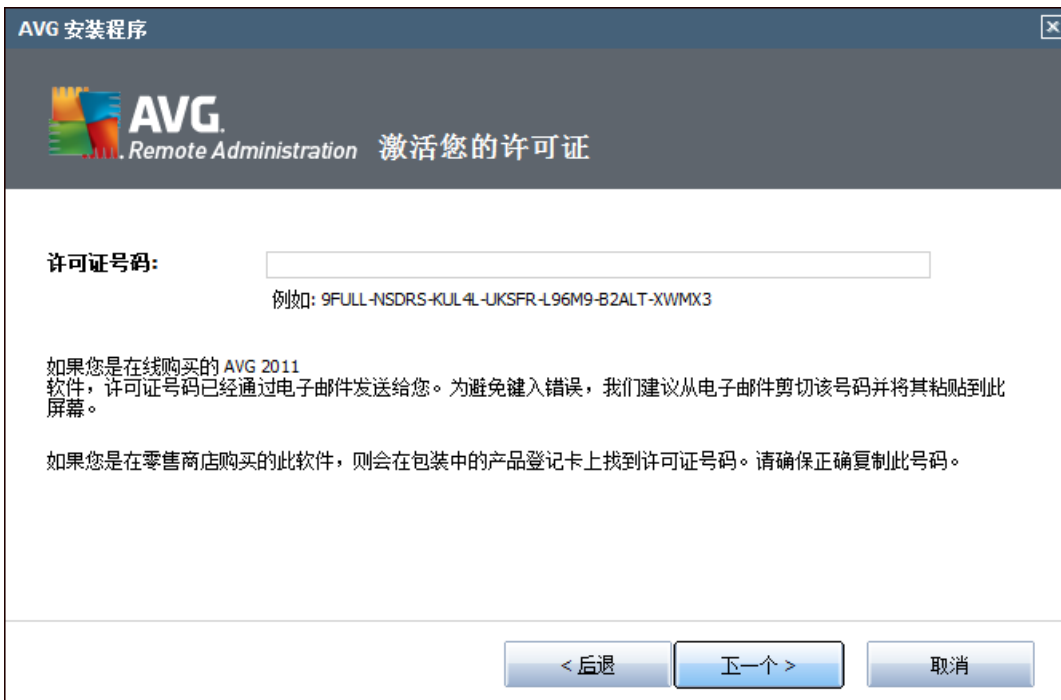 AVG 安装程序
AVG.
Remote Administration 激活您的许可证
许可证号码:
例如: 9FULL-NSDRS-KUL4L-UKSFR-L96M9-B2ALT-XWMX3
如果您是在线购买的 AVG 2011
软件，许可证号码已经通过电子邮件发送给您。为避免键入错误，我们建议从电子邮件剪切该号码并将其粘贴到此
屏幕。
如果您是在零售商店购买的此软件，则会在包装中的产品登记卡上找到许可证号码。请确保正确复制此号码。
< 后退
下一个 >
取消